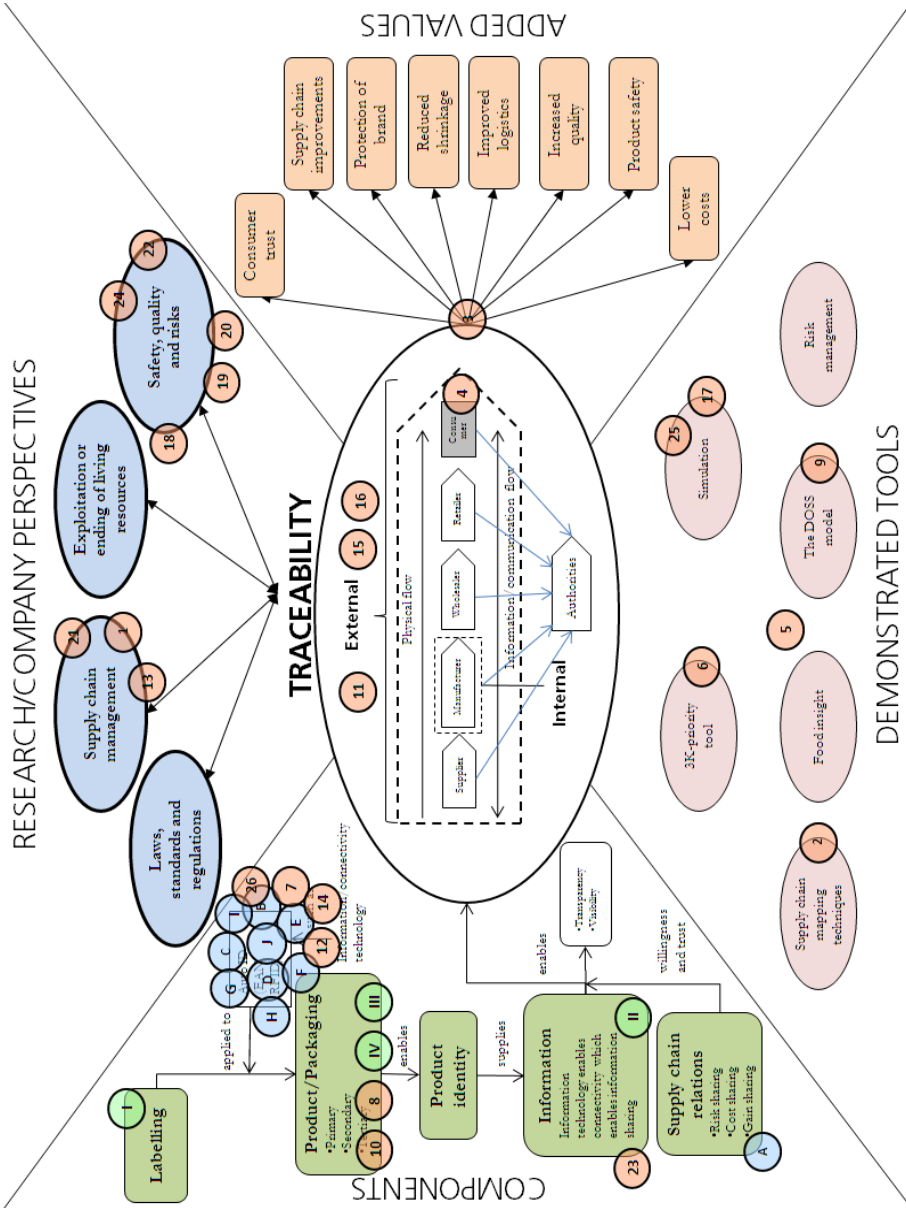 RESEARCH/COMPANY PERSPECTIVES
Laws,
standards and
regulations
Supply chain
management
21
1
13
Exploitation or
ending of living
resources
Safety, quality
and risks
24
22
18
19
20
COMPONENTS
Labelling
I
applied to
G
C
I
H
D
J
B
E
F
26
7
14
12
Information/connectivity
technology
Product/Packaging
•Primary
•Secondary
•Tertiary
10
8
IV
III
enables
Product
identity
supplies
Information
Information
technology enables
connectivity which
enables information
sharing
23
II
Supply chain
relations
•Risk sharing
•Cost sharing
•Gain sharing
A
enables
•Transparency
•Visibility
willingness
and trust
TRACEABILITY
External
11
15
16
Physical flow
Supplier
Manufacturer
Wholesaler
Retailer
Consu
mer
4
Information/communication flow
Authorities
Internal
3
ADDED VALUES
Consumer
trust
Supply chain
improvements
Protection of
brand
Reduced
shrinkage
Improved
logistics
Increased
quality
Product safety
Lower
costs
DEMONSTRATED TOOLS
3K-priority
tool
6
Simulation
25
17
Supply chain
mapping
techniques
2
Food insight
5
The DOSS
model
9
Risk
management